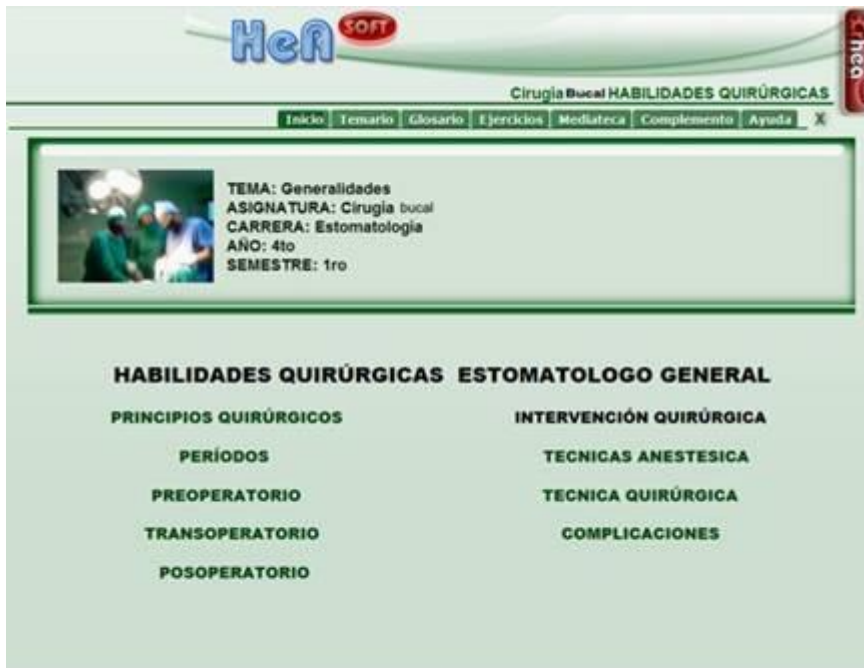 HeA SOFT
Crhea
Cirugia Bucal HABILIDADES QUIRÚRGICAS
Inicio Temario Glosario Ejercicios Mediateca Complemento Ayuda X
TEMA: Generalidades
ASIGNATURA: Cirugia bucal
CARRERA: Estomatologia
AÑO: 4to
SEMESTRE: 1ro
HABILIDADES QUIRÚRGICAS ESTOMATOLOGO GENERAL
PRINCIPIOS QUIRÚRGICOS
PERÍODOS
PREOPERATORIO
TRANSOPERATORIO
POSOPERATORIO
INTERVENCIÓN QUIRÚRGICA
TECNICAS ANESTESICA
TECNICA QUIRÚRGICA
COMPLICACIONES